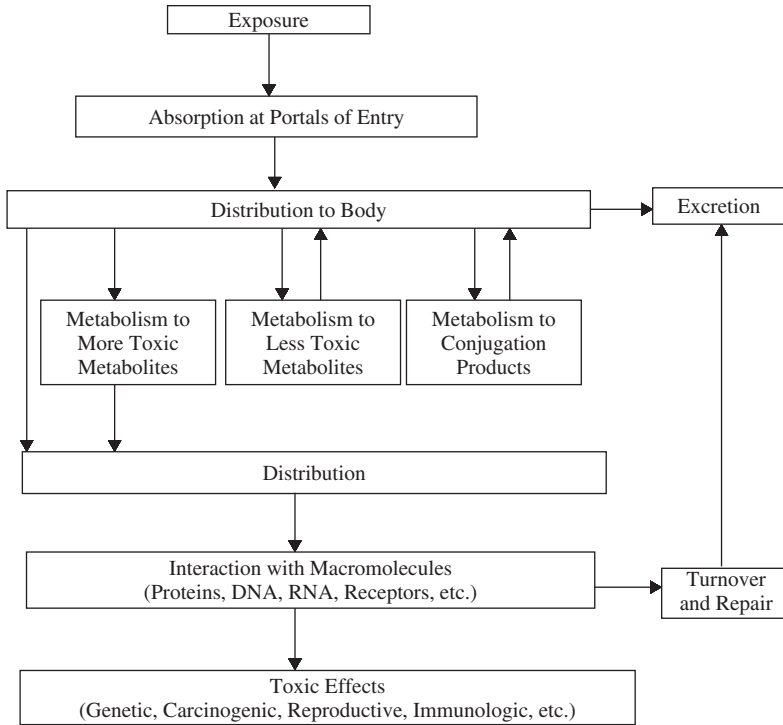 Exposure
Absorption at Portals of Entry
Distribution to Body
Excretion
Metabolism to
More Toxic
Metabolites
Metabolism to
Less Toxic
Metabolites
Metabolism to
Conjugation
Products
Distribution
Interaction with Macromolecules
(Proteins, DNA, RNA, Receptors, etc.)
Turnover
and Repair
Toxic Effects
(Genetic, Carcinogenic, Reproductive, Immunologic, etc.)